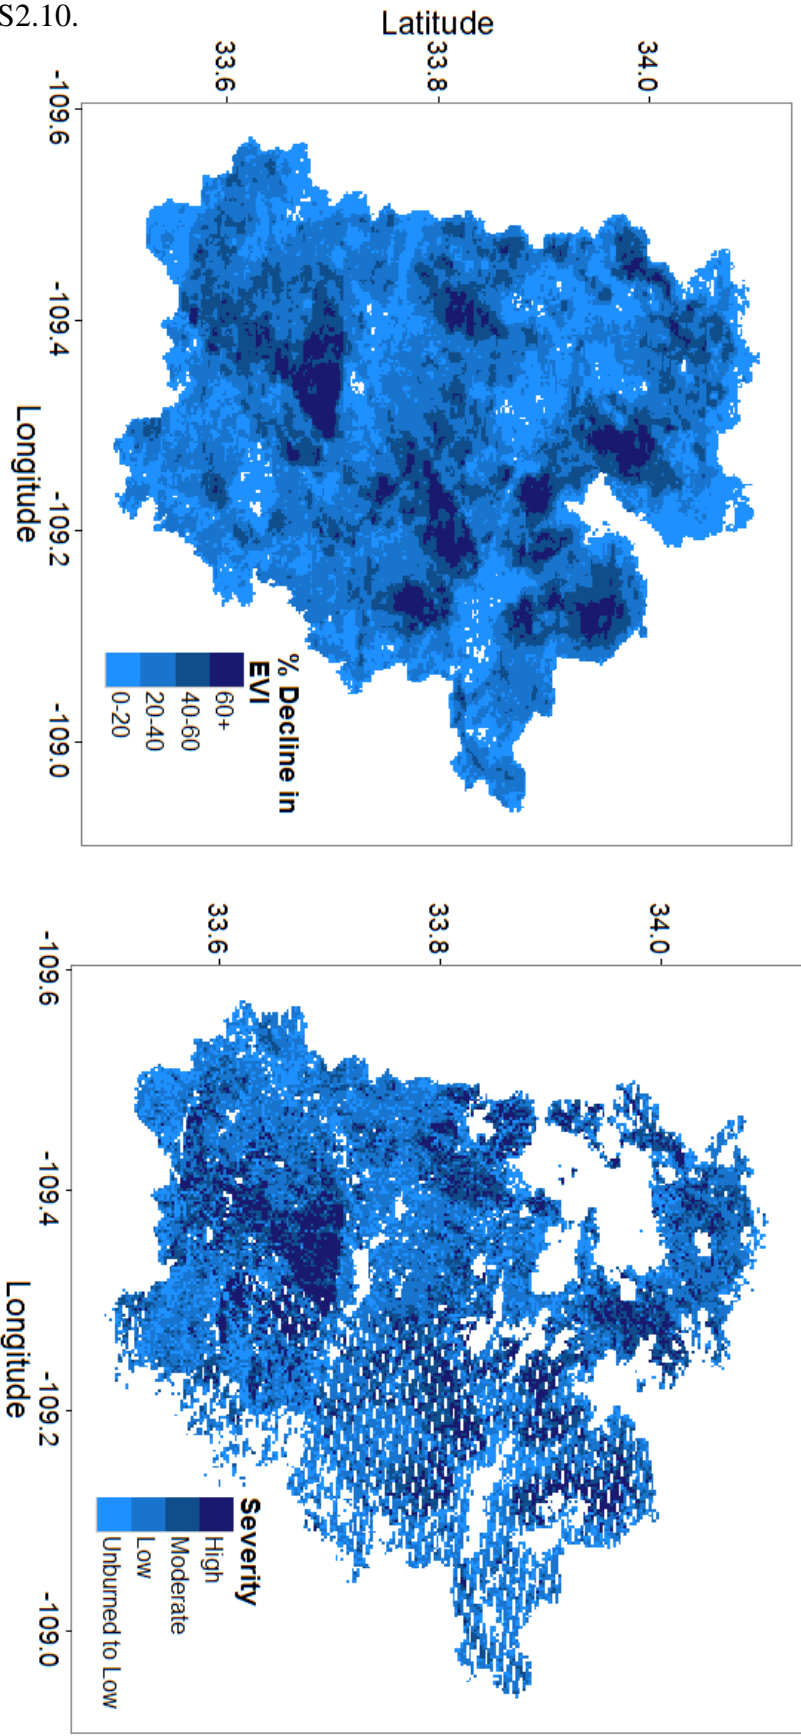 S2.10.
Latitude
33.6
33.8
34.0
-109.6
-109.4
-109.2
-109.0
Longitude
% Decline in
EVI
60+
40-60
20-40
0-20
33.6
33.8
34.0
-109.6
-109.4
-109.2
-109.0
Longitude
Severity
High
Moderate
Low
Unburned to Low